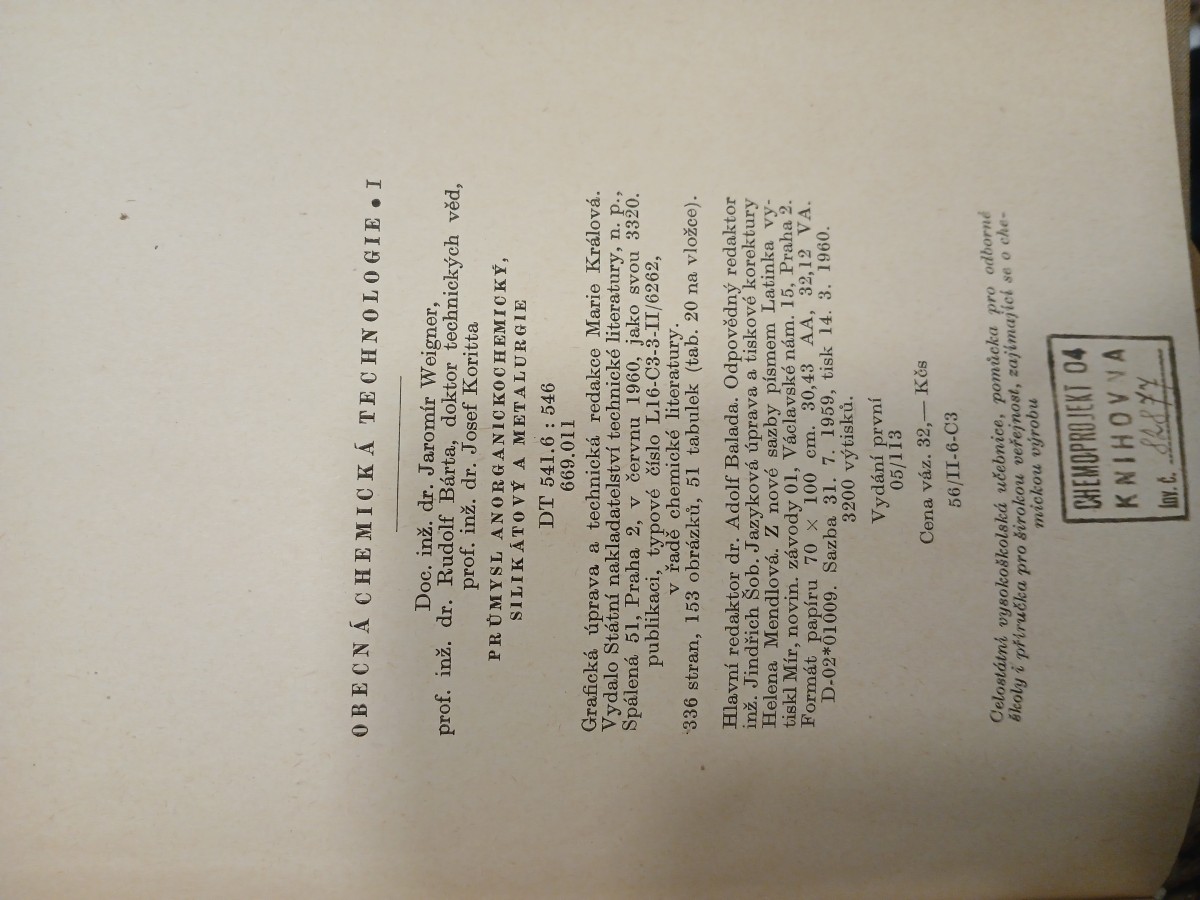 OBECNÁ CHEMICKÁ TECHNOLOGIE • I
Doc. inž. dr. Jaromír Weigner,
prof. inž. dr. Rudolf Bárta, doktor technických věd,
prof. inž. dr. Josef Koritta
PRŮMYSL ANORGANICKOCHEMICKÝ,
SILIKÁTOVÝ A METALURGIE
DT 541.6 : 546
669.011
Grafická úprava a technická redakce Marie Králová.
Vydalo Státní nakladatelství technické literatury, n. p.,
Spálená 51, Praha 2, v červnu 1960, jako svou 3320.
publikaci, typové číslo L16-C3-3-II/6262,
v řadě chemické literatury.
336 stran, 153 obrázků, 51 tabulek (tab. 20 na vložce).
Hlavní redaktor dr. Adolf Balada. Odpovědný redaktor
inž. Jindřich Šob. Jazyková úprava a tiskové korektury
Helena Mendlová. Z nové sazby písmem Latinka vy-
tiskl Mír, novin. závody 01, Václavské nám. 15, Praha 2.
Formát papíru 70 × 100 cm. 30,43 AA, 32,12 VA.
D-02*01009. Sazba 31. 7. 1959, tisk 14. 3. 1960.
3200 výtisků.
Vydání první
05/113
Cena váz. 32,— Kčs
56/II-6-C3
Celostátní vysokoškolská učebnice, pomůcka pro odborné
školy i příručka pro širokou veřejnost, zajímající se o che-
mickou výrobu
CHEMOPROJEKT 04
KNIHOVNA
Inv. č.